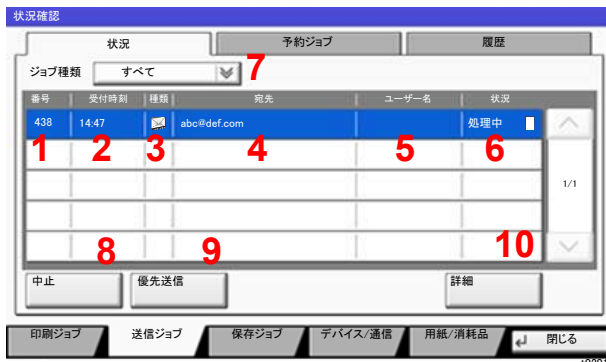 状況確認
状況 予約ジョブ 履歴
ジョブ種類 すべて 7
番号 受付時刻 種類 宛先 ユーザー名 状況
438 14:47 abc@def.com 処理中
1 2 3 4 5 6
1/1
8 9 10
中止 優先送信 詳細
印刷ジョブ 送信ジョブ 保存ジョブ デバイス/通信 用紙/消耗品 閉じる